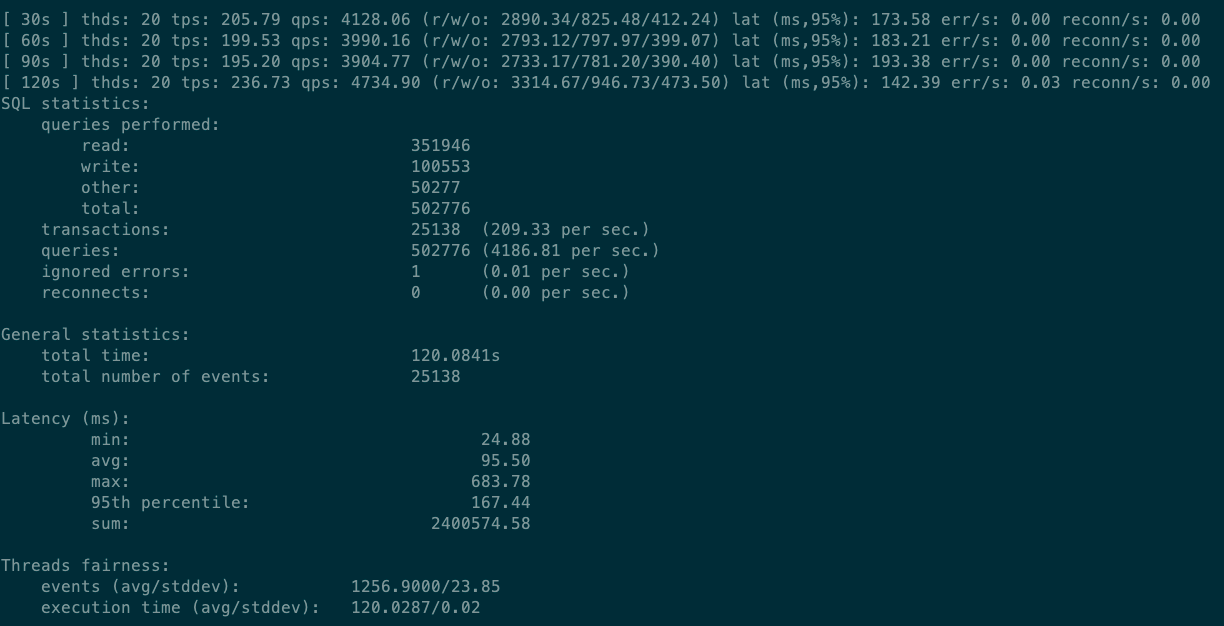 [ 30s ] thds: 20 tps: 205.79 qps: 4128.06 (r/w/o: 2890.34/825.48/412.24) lat (ms,95%): 173.58 err/s: 0.00 reconn/s: 0.00
[ 60s ] thds: 20 tps: 199.53 qps: 3990.16 (r/w/o: 2793.12/797.97/399.07) lat (ms,95%): 183.21 err/s: 0.00 reconn/s: 0.00
[ 90s ] thds: 20 tps: 195.20 qps: 3904.77 (r/w/o: 2733.17/781.20/390.40) lat (ms,95%): 193.38 err/s: 0.00 reconn/s: 0.00
[ 120s ] thds: 20 tps: 236.73 qps: 4734.90 (r/w/o: 3314.67/946.73/473.50) lat (ms,95%): 142.39 err/s: 0.03 reconn/s: 0.00
SQL statistics:
    queries performed:
        read:                            351946
        write:                           100553
        other:                           50277
        total:                           502776
    transactions:                        25138  (209.33 per sec.)
    queries:                             502776 (4186.81 per sec.)
    ignored errors:                      1      (0.01 per sec.)
    reconnects:                          0      (0.00 per sec.)

General statistics:
    total time:                          120.0841s
    total number of events:              25138

Latency (ms):
         min:                                   24.88
         avg:                                   95.50
         max:                                  683.78
         95th percentile:                      167.44
         sum:                              2400574.58

Threads fairness:
    events (avg/stddev):           1256.9000/23.85
    execution time (avg/stddev):   120.0287/0.02